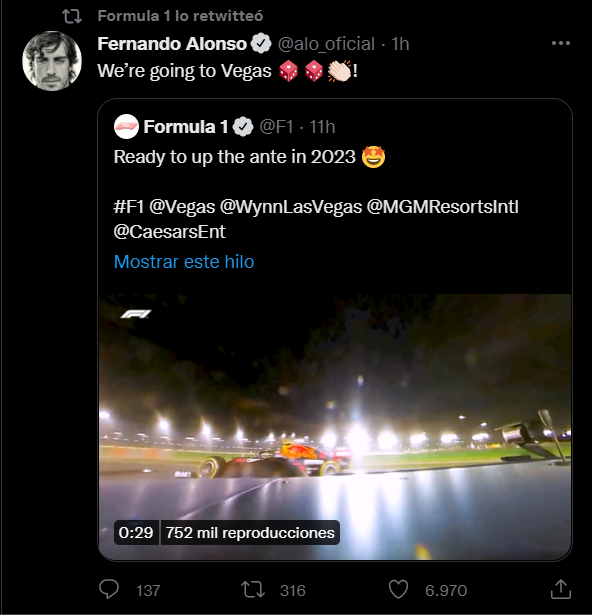 Formula 1 lo retwitteó
Fernando Alonso @alo_oficial · 1h
We're going to Vegas 🎲 🎲 👏🏻!
Formula 1 @F1 · 11h
Ready to up the ante in 2023 🤩
#F1 @Vegas @WynnLasVegas @MGMResortsIntl
@CaesarsEnt
Mostrar este hilo
F1
0:29 752 mil reproducciones
137 316 6.970